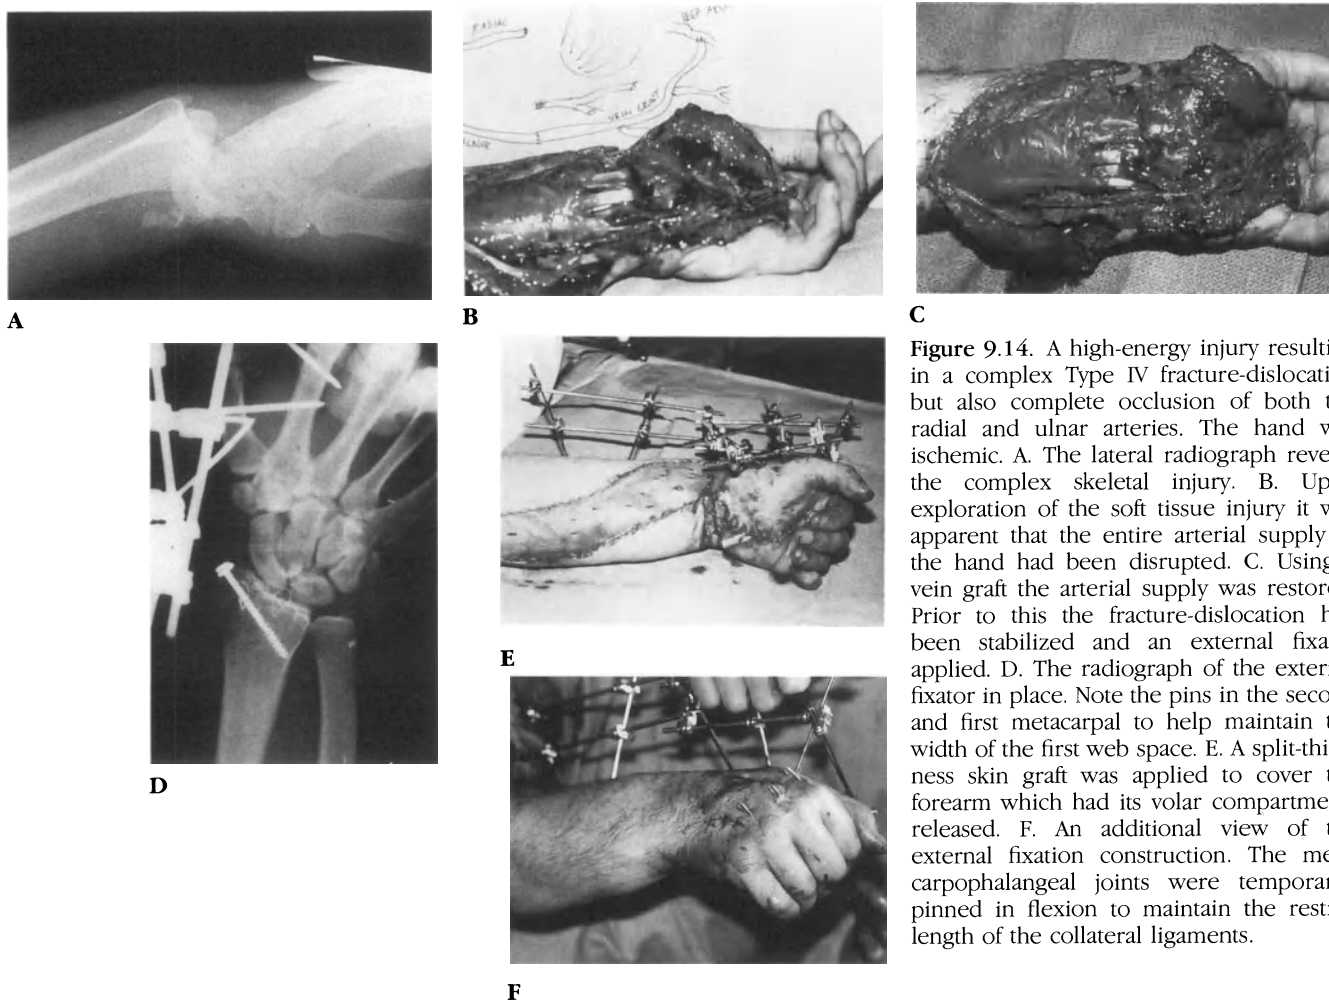 RADIAL
DEEP
VEIN GRAFT
A
B
C
Figure 9.14. A high-energy injury resulti
in a complex Type IV fracture-dislocati
but also complete occlusion of both t
radial and ulnar arteries. The hand w
ischemic. A. The lateral radiograph reve
the complex skeletal injury. B. Up
exploration of the soft tissue injury it w
apparent that the entire arterial supply
the hand had been disrupted. C. Using
vein graft the arterial supply was restor
Prior to this the fracture-dislocation h
been stabilized and an external fixa
applied. D. The radiograph of the extern
fixator in place. Note the pins in the secon
and first metacarpal to help maintain t
width of the first web space. E. A split-thi
ness skin graft was applied to cover t
forearm which had its volar compartme
released. F. An additional view of t
external fixation construction. The me
carpophalangeal joints were temporar
pinned in flexion to maintain the rest
length of the collateral ligaments.
D
E
F